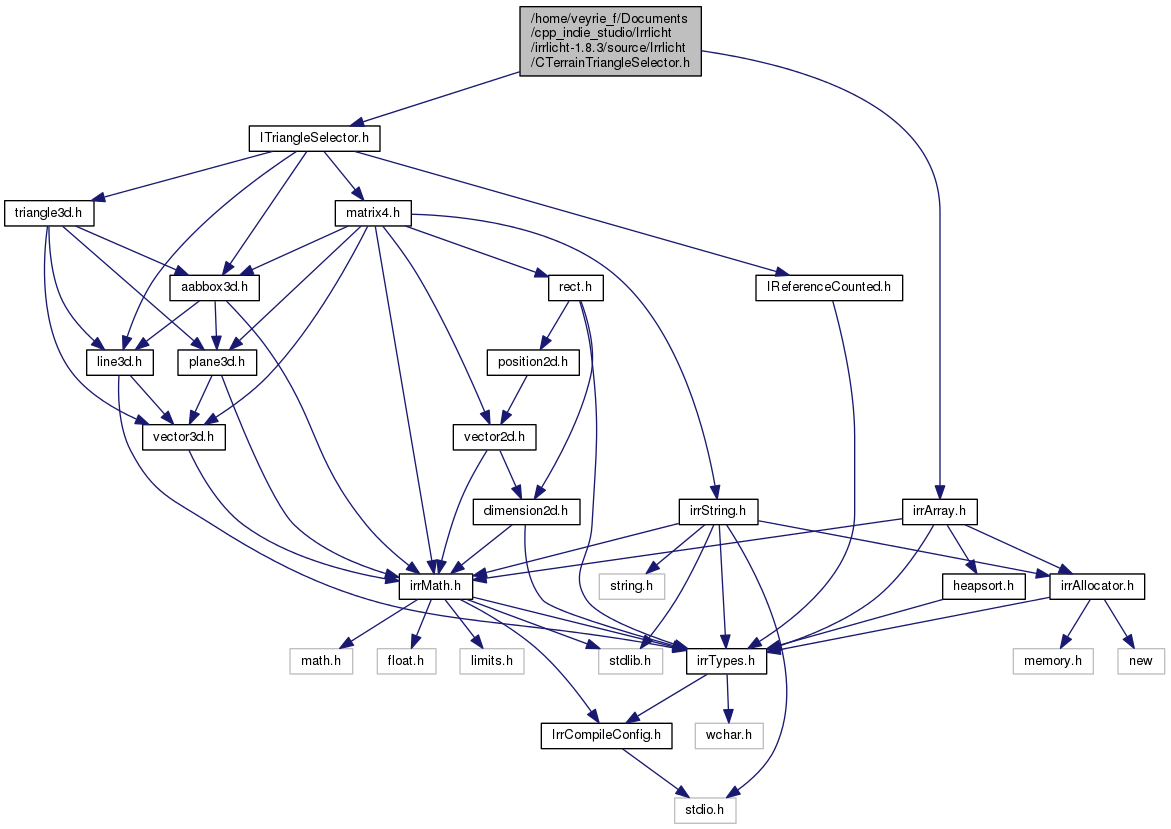 /home/veyrie_f/Documents
/cpp_indie_studio/Irrlicht
/irrlicht-1.8.3/source/Irrlicht
/CTerrainTriangleSelector.h
ITriangleSelector.h
triangle3d.h
matrix4.h
aabbox3d.h
rect.h
IReferenceCounted.h
line3d.h
plane3d.h
position2d.h
vector3d.h
vector2d.h
dimension2d.h
irrString.h
irrArray.h
irrMath.h
string.h
heapsort.h
irrAllocator.h
math.h
float.h
limits.h
stdlib.h
irrTypes.h
memory.h
new
IrrCompileConfig.h
wchar.h
stdio.h